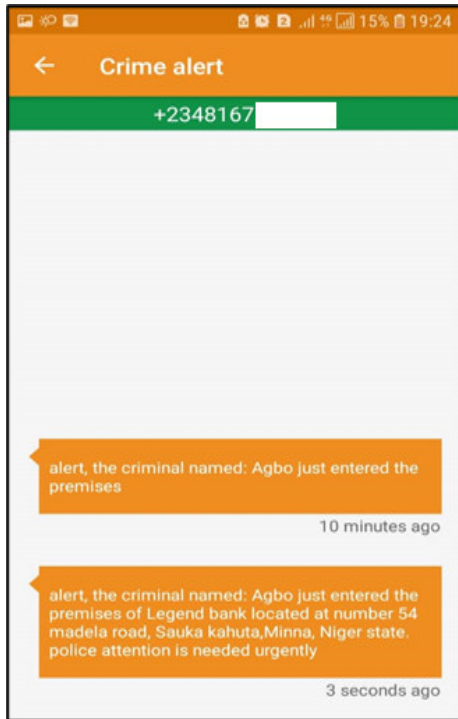 15% 19:24
Crime alert
+2348167
alert, the criminal named: Agbo just entered the
premises
10 minutes ago
alert, the criminal named: Agbo just entered the
premises of Legend bank located at number 54
madela road, Sauka kahuta,Minna, Niger state.
police attention is needed urgently
3 seconds ago